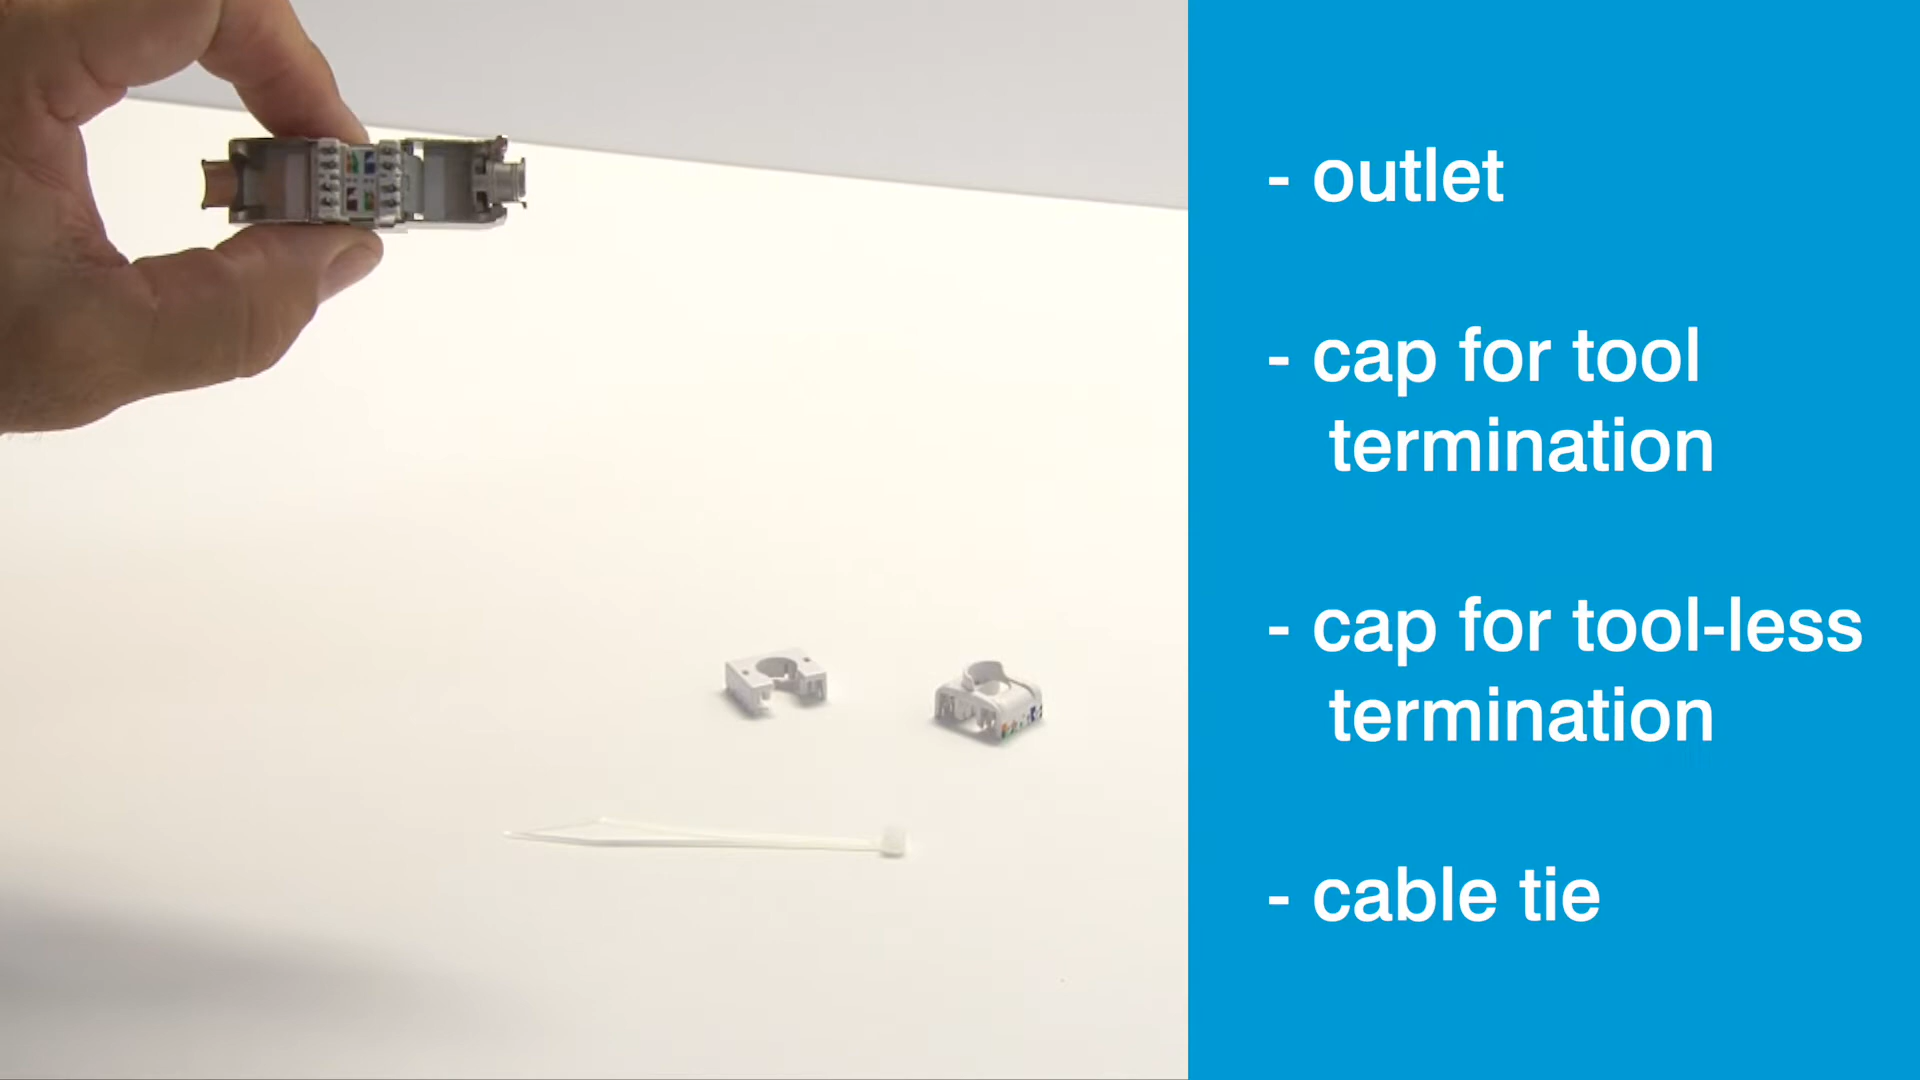 - outlet
- cap for tool
termination
- cap for tool-less
termination
- cable tie